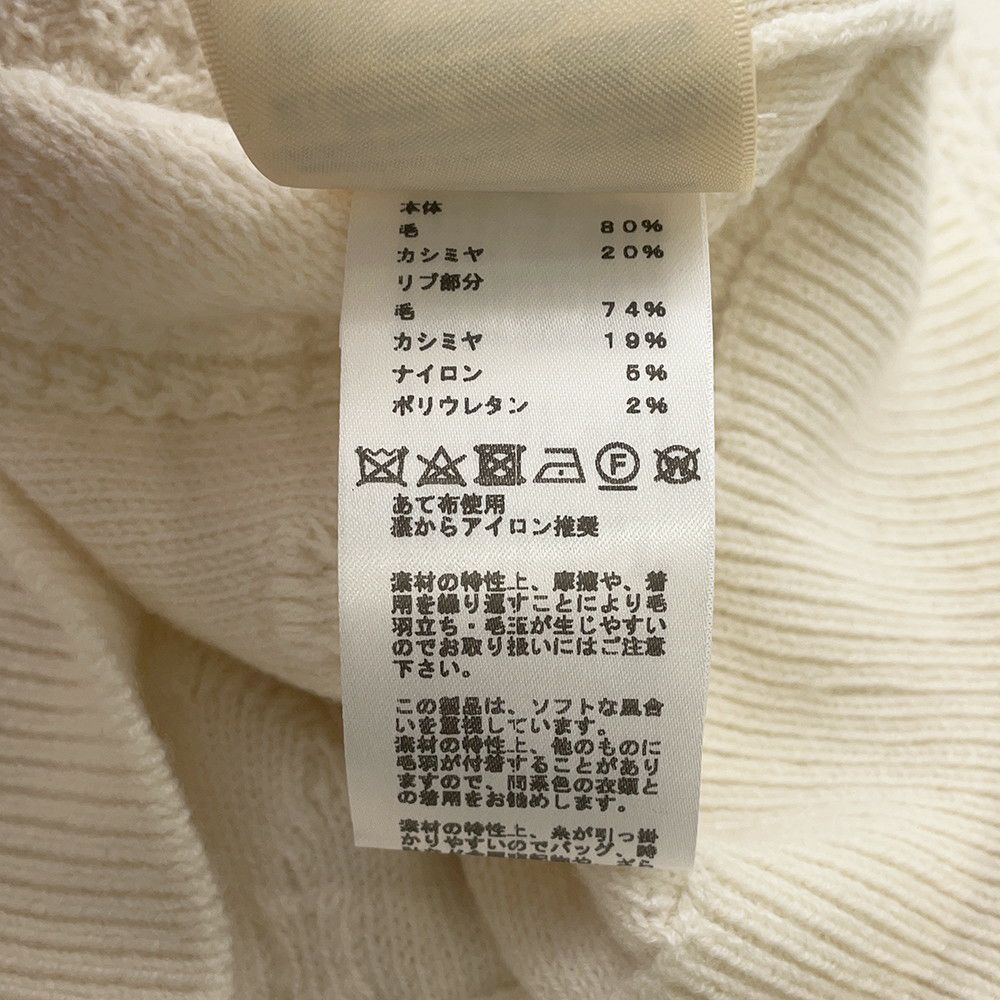 本体
毛 80%
カシミヤ 20%
リブ部分
毛 74%
カシミヤ 19%
ナイロン 5%
ポリウレタン 2%
F W
あて布使用
裏からアイロン推奨
素材の特性上、摩擦や、着
用を繰り返すことにより毛
羽立ち・毛玉が生じやすい
のでお取り扱いにはご注意
下さい。
この製品は、ソフトな風合
いを重視しています。
素材の特性上、他のものに
毛羽が付着することがあり
ますので、同系色の衣類と
の着用をお勧めします。
素材の特性上、糸が引っ掛
かりやすいのでバッグ、時